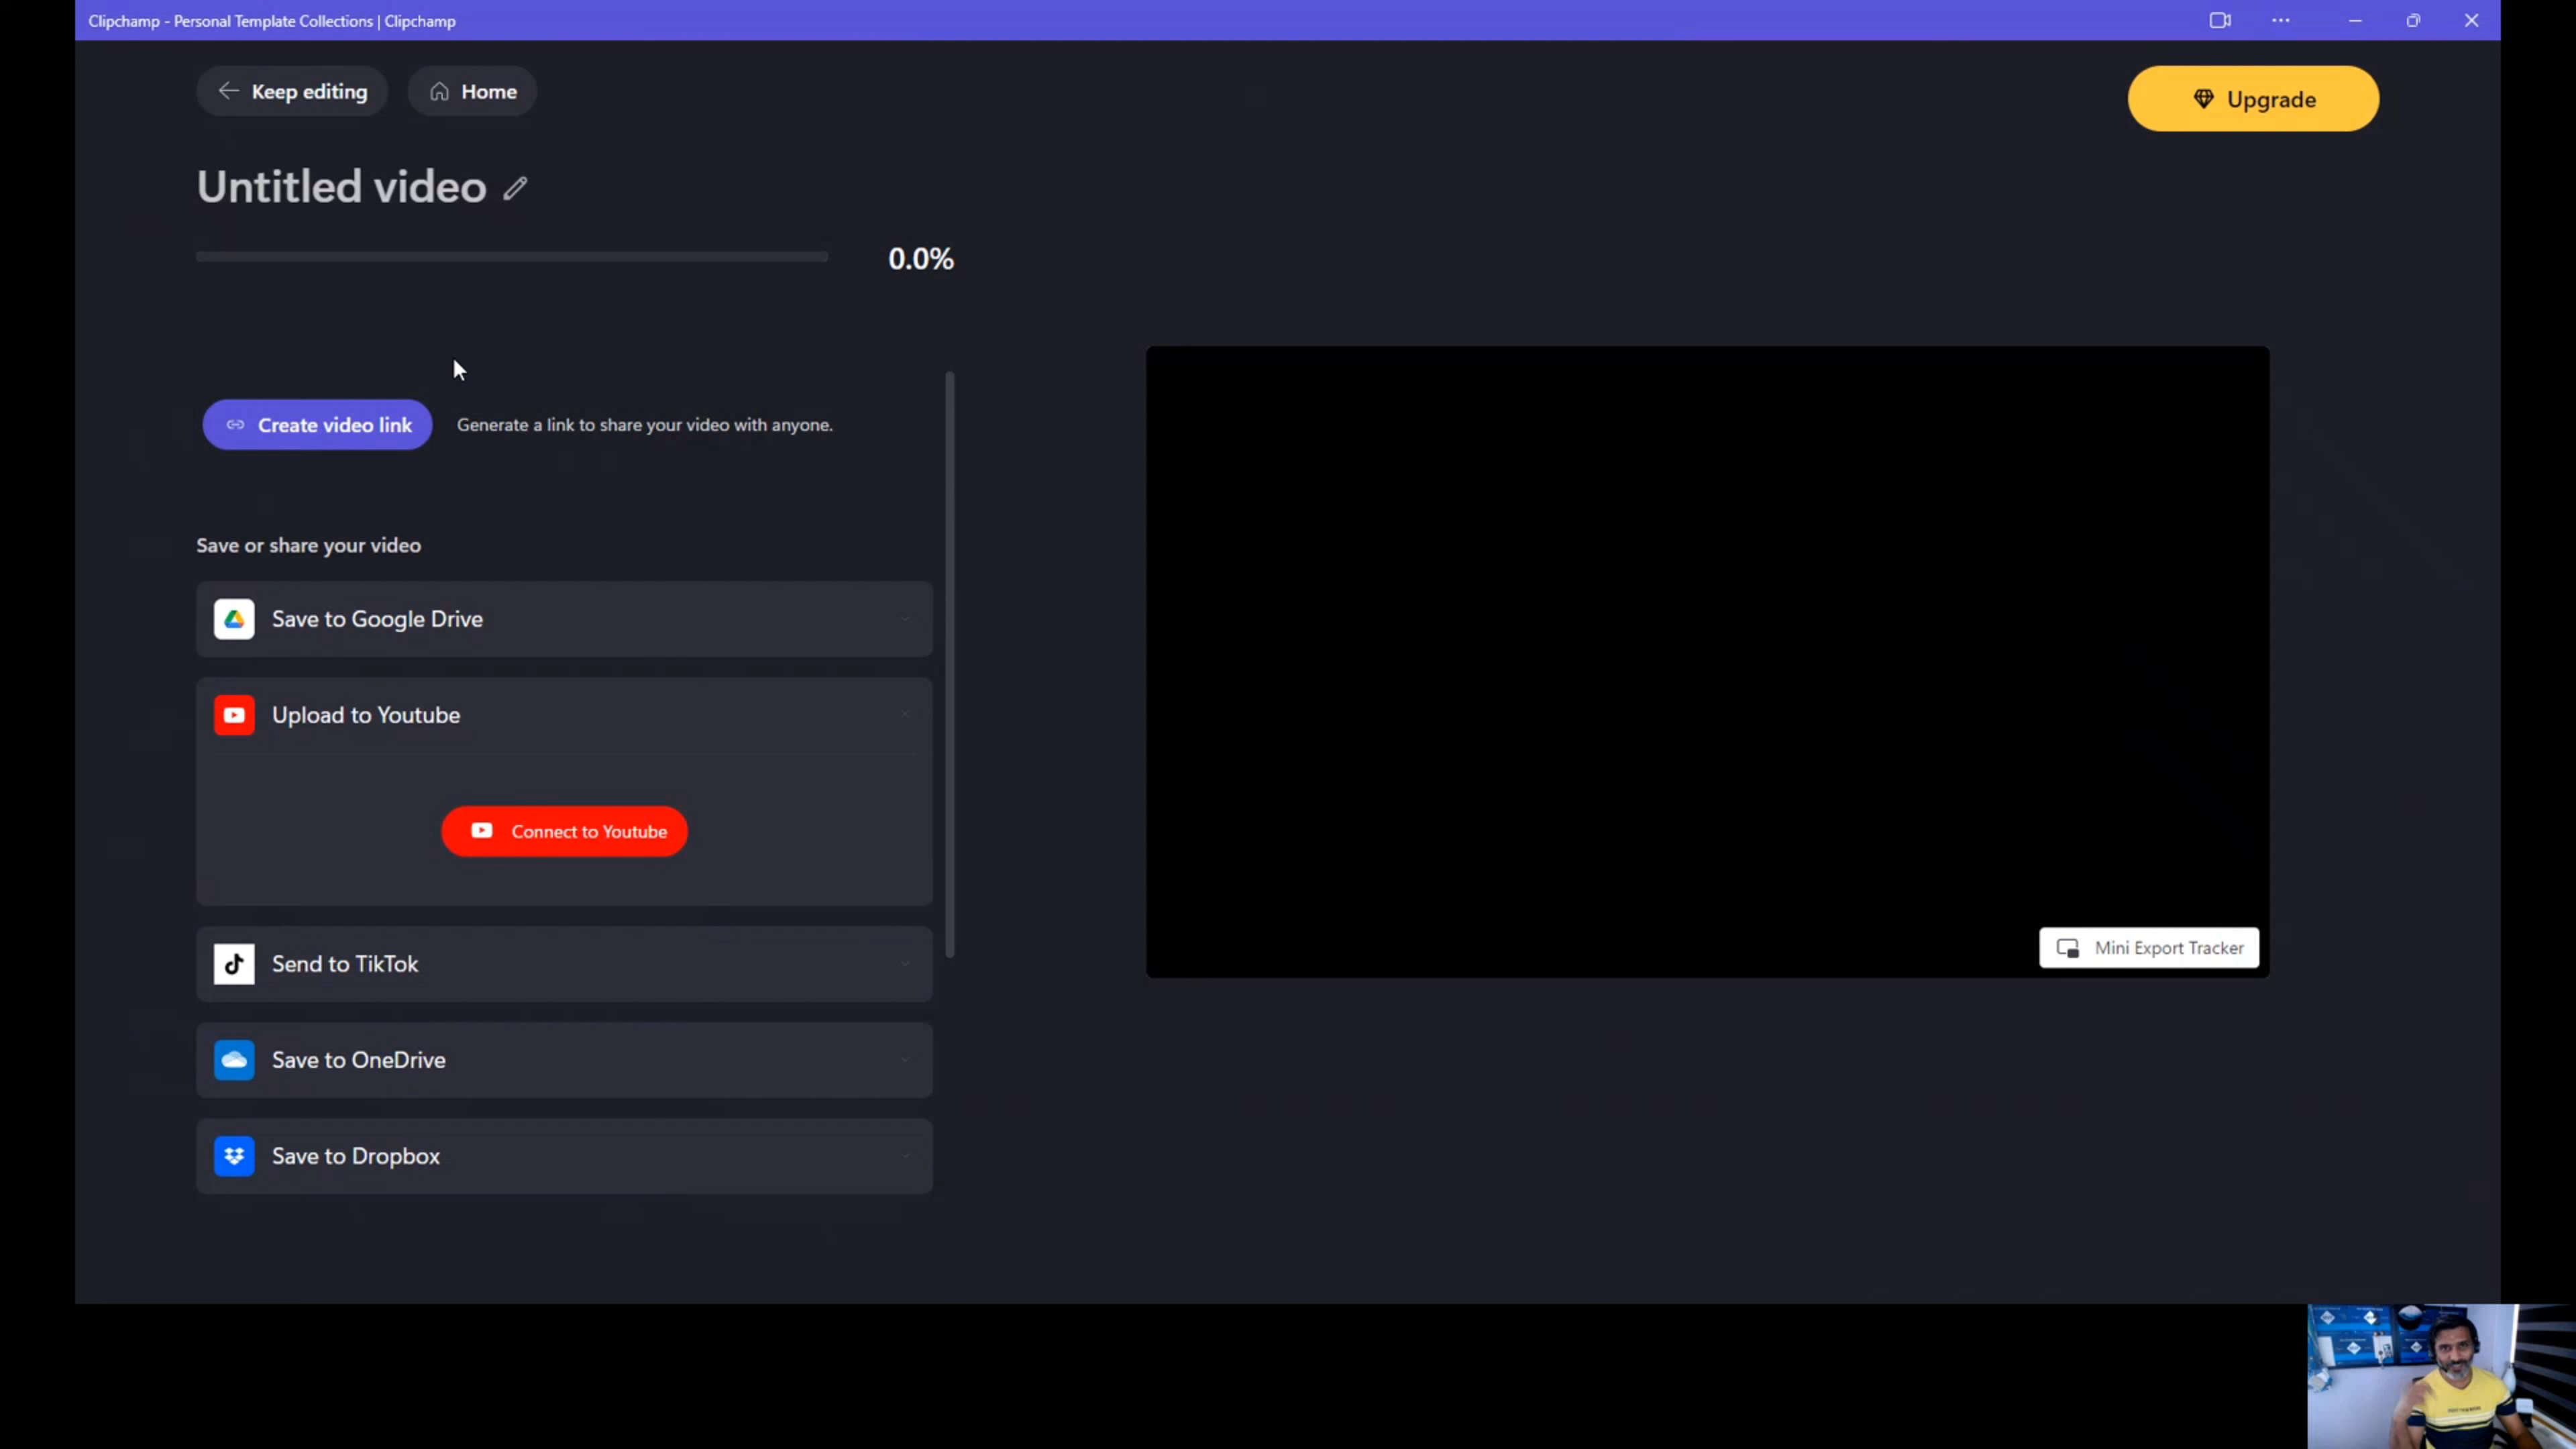 Clipchamp - Personal Template Collections | Clipchamp
Keep editing
Home
Upgrade
Untitled video
0.0%
Create video link
Generate a link to share your video with anyone.
Save or share your video
Save to Google Drive
Upload to Youtube
Connect to Youtube
Mini Export Tracker
Send to TikTok
Save to OneDrive
Save to Dropbox